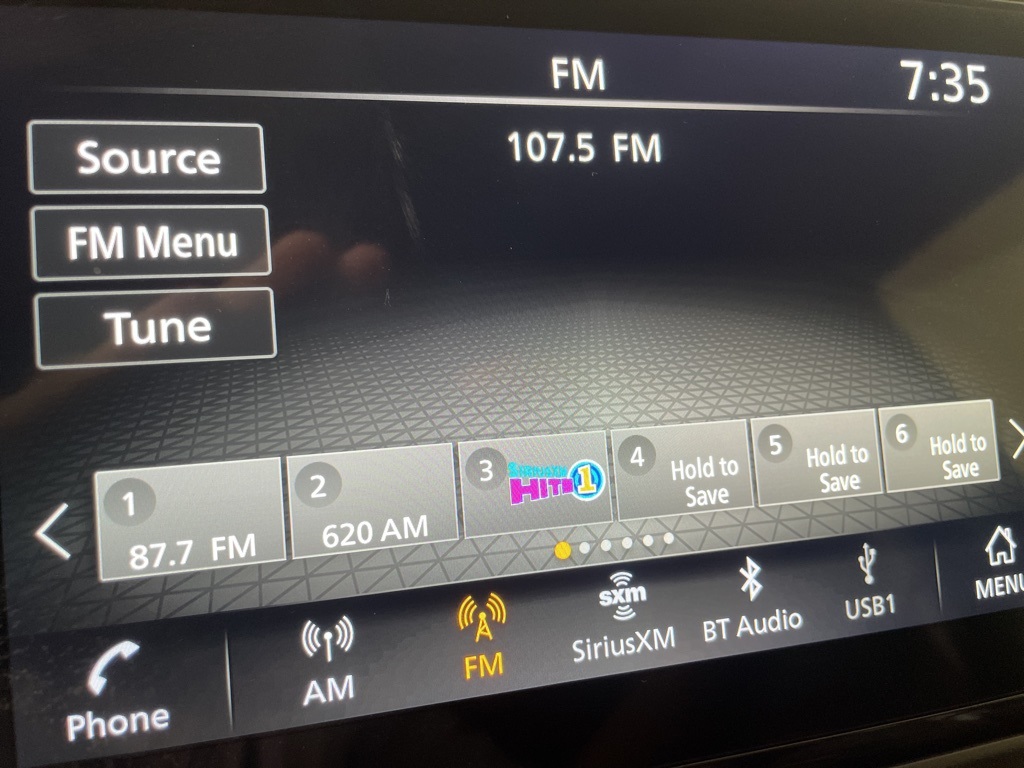 FM
7:35
107.5 FM
Source
FM Menu
Tune
1
87.7 FM
2
620 AM
3
SIRIUSXM
HITS 1
4
Hold to
Save
5
Hold to
Save
6
Hold to
Save
Phone
AM
FM
sxm
SiriusXM
BT Audio
USB1
MENU